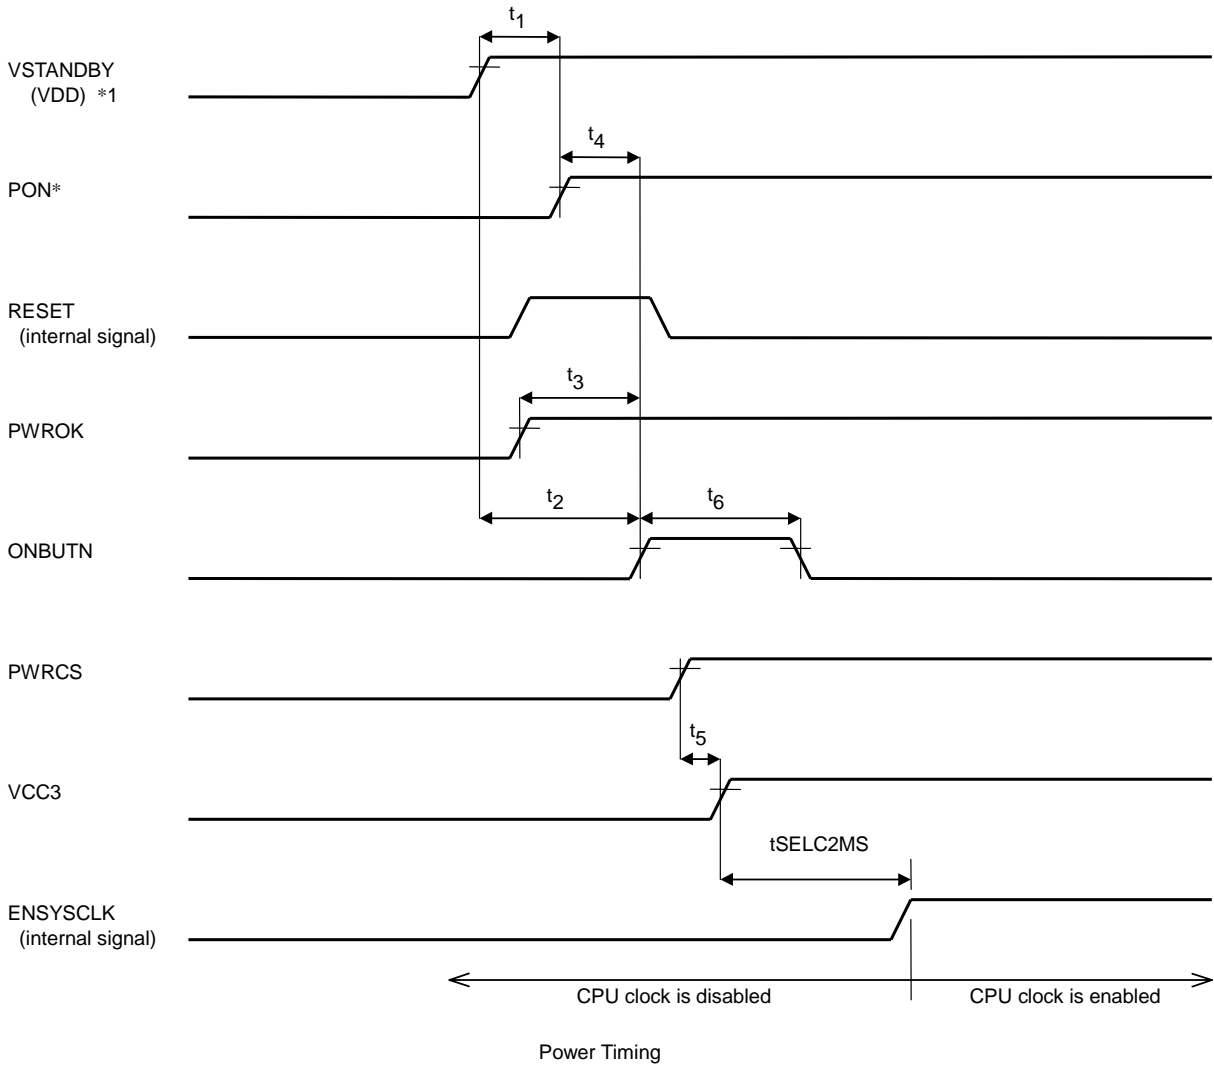 t1
VSTANDBY
(VDD) *1
t4
PON*
RESET
(internal signal)
t3
PWROK
t2
t6
ONBUTN
PWRCS
t5
VCC3
tSELC2MS
ENSYSCLK
(internal signal)
CPU clock is disabled
CPU clock is enabled
Power Timing